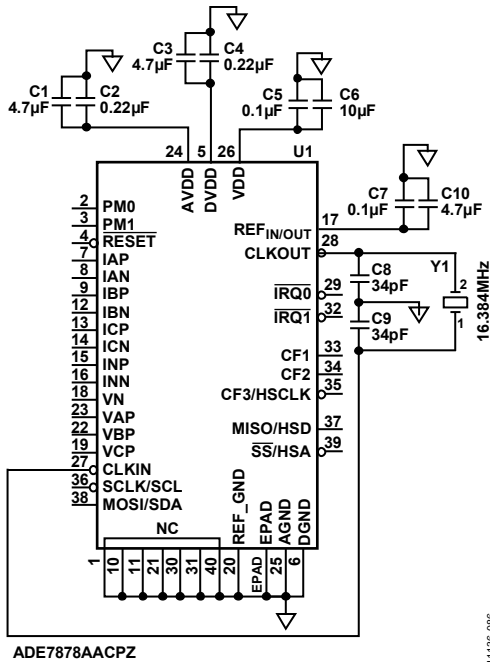 C3
4.7µF
C4
0.22µF
C1
4.7µF
C2
0.22µF
C5
0.1µF
C6
10µF
24
5
26
U1
AVDD
DVDD
VDD
C7
0.1µF
C10
4.7µF
2 PM0
3 PM1
4 RESET
7 IAP
8 IAN
9 IBP
12 IBN
13 ICP
14 ICN
15 INP
16 INN
18 VN
23 VAP
22 VBP
19 VCP
27 CLKIN
36 SCLK/SCL
38 MOSI/SDA
REFIN/OUT 17
CLKOUT 28
IRQ0 29
IRQ1 32
CF1 33
CF2 34
CF3/HSCLK 35
MISO/HSD 37
SS/HSA 39
C8
34pF
C9
34pF
Y1
2
1
16.384MHz
NC
REF_GND
EPAD
AGND
DGND
1
10
11
21
30
31
40
20
EPAD
25
6
ADE7878AACPZ